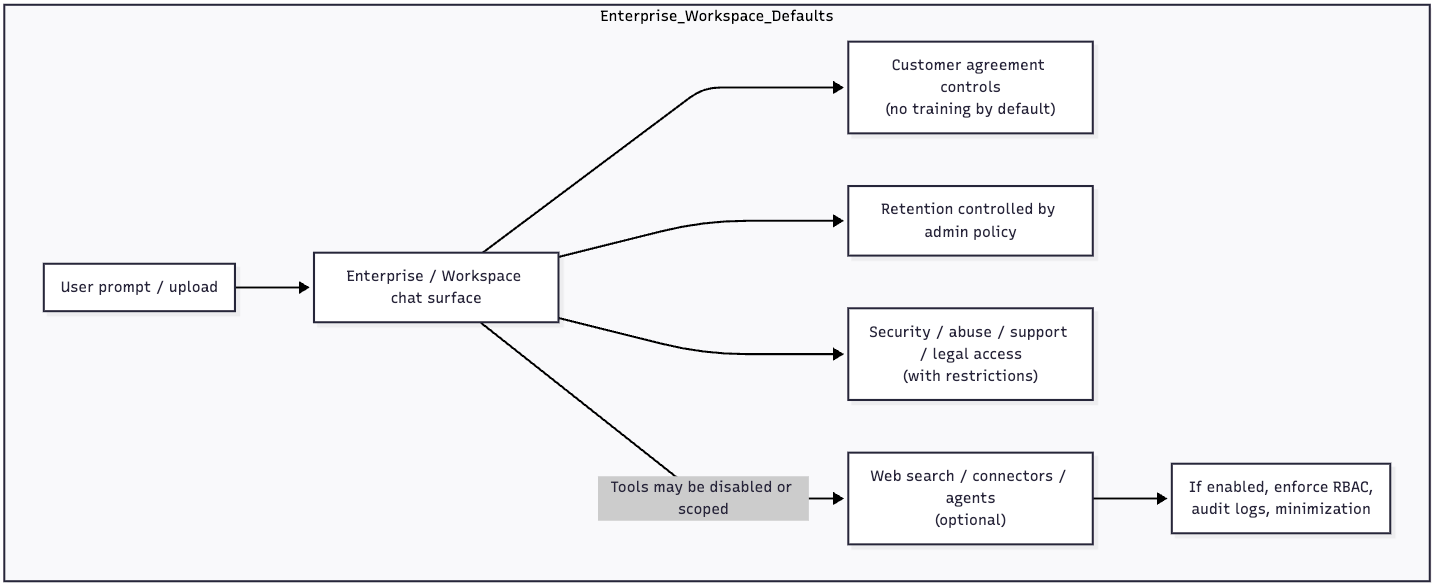 Enterprise_Workspace_Defaults
Customer agreement
controls
(no training by default)
Retention controlled by
admin policy
User prompt / upload
Enterprise / Workspace
chat surface
Security / abuse / support
/ legal access
(with restrictions)
Tools may be disabled or
scoped
Web search / connectors /
agents
(optional)
If enabled, enforce RBAC,
audit logs, minimization